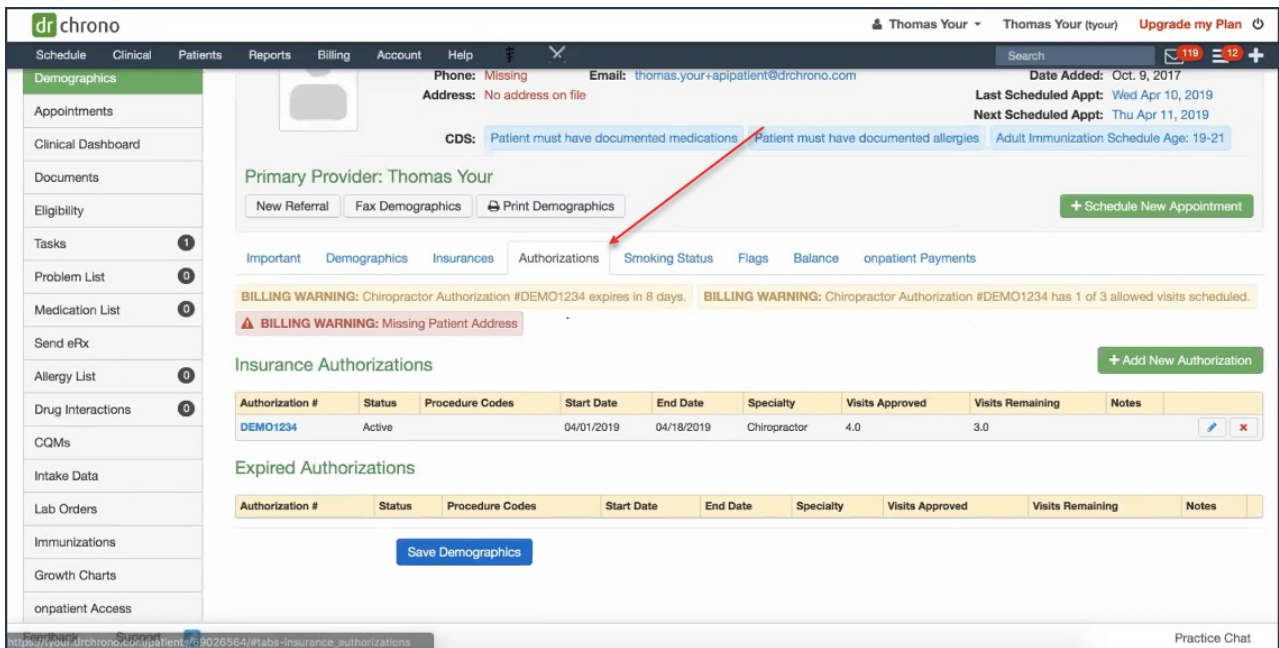 dr chrono
Thomas Your
Thomas Your (tyour)
Upgrade my Plan
Schedule Clinical Patients Reports Billing Account Help
Search
119
12
Demographics
Appointments
Clinical Dashboard
Documents
Eligibility
Tasks 1
Problem List 0
Medication List 0
Send eRx
Allergy List 0
Drug Interactions 0
CQMs
Intake Data
Lab Orders
Immunizations
Growth Charts
onpatient Access
Phone: Missing
Email: thomas.your+apipatient@drchrono.com
Address: No address on file
Date Added: Oct. 9, 2017
Last Scheduled Appt: Wed Apr 10, 2019
Next Scheduled Appt: Thu Apr 11, 2019
CDS: Patient must have documented medications Patient must have documented allergies Adult Immunization Schedule Age: 19-21
Primary Provider: Thomas Your
New Referral Fax Demographics Print Demographics
+ Schedule New Appointment
Important Demographics Insurances Authorizations Smoking Status Flags Balance onpatient Payments
BILLING WARNING: Chiropractor Authorization #DEMO1234 expires in 8 days. BILLING WARNING: Chiropractor Authorization #DEMO1234 has 1 of 3 allowed visits scheduled.
BILLING WARNING: Missing Patient Address
Insurance Authorizations
+ Add New Authorization
Authorization # Status Procedure Codes Start Date End Date Specialty Visits Approved Visits Remaining Notes
DEMO1234 Active 04/01/2019 04/18/2019 Chiropractor 4.0 3.0
Expired Authorizations
Authorization # Status Procedure Codes Start Date End Date Specialty Visits Approved Visits Remaining Notes
Save Demographics
Feedback Support
https://your.drchrono.com/patients/69026564/#tabs-insurance_authorizations
Practice Chat